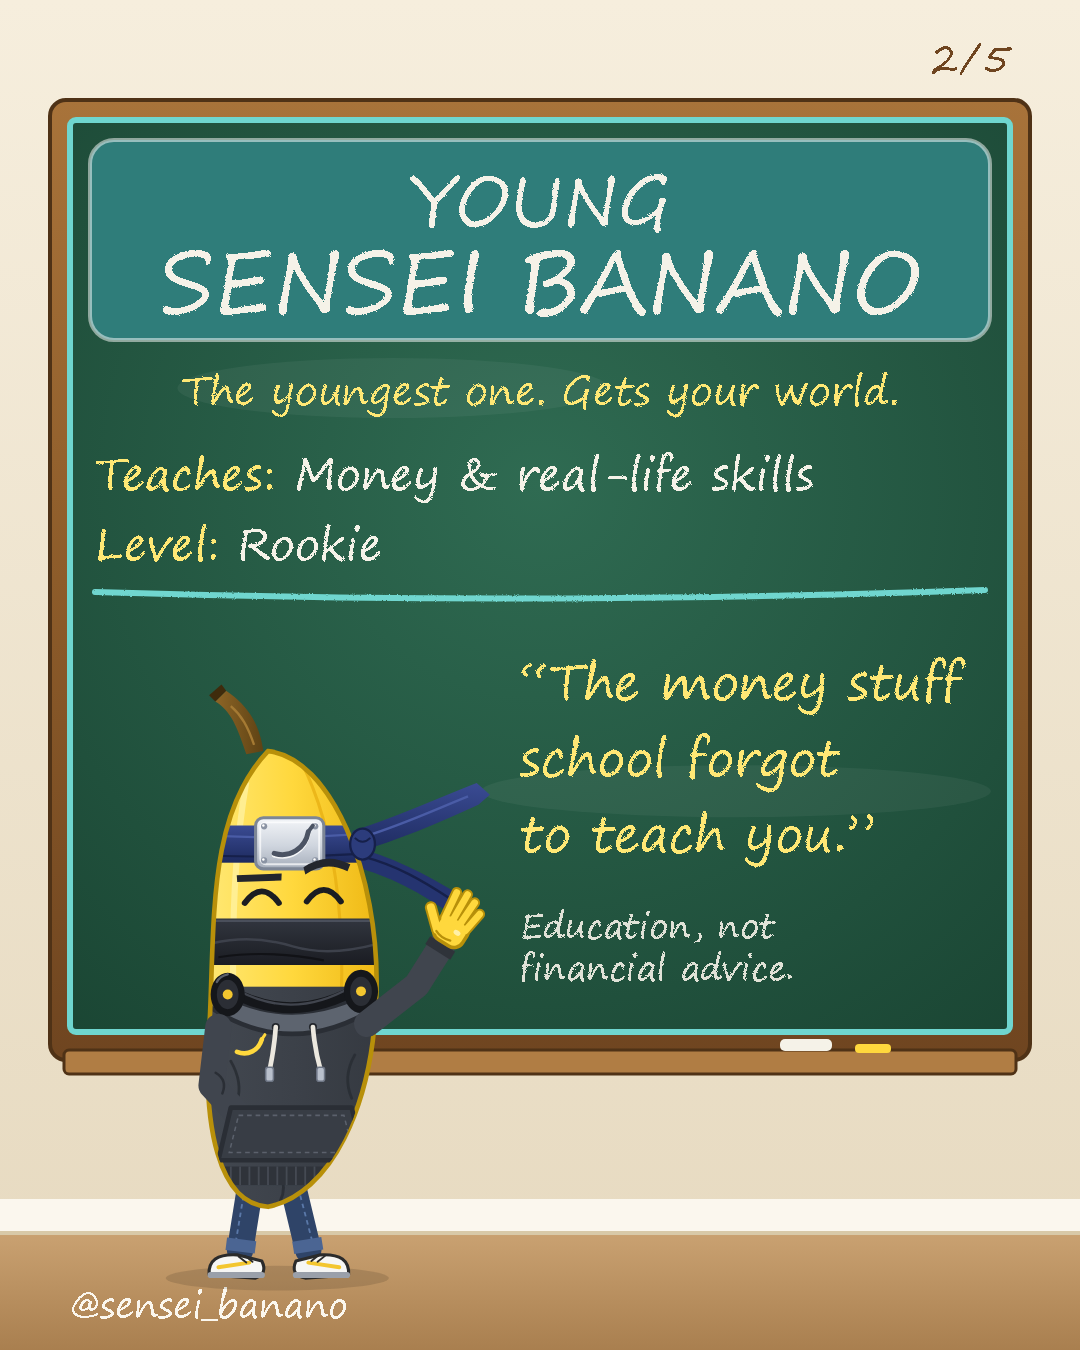 2/5
YOUNG
SENSEI BANANO
The youngest one. Gets your world.
Teaches: Money & real-life skills
Level: Rookie
“The money stuff
school forgot
to teach you.”
Education, not
financial advice.
@sensei_banano